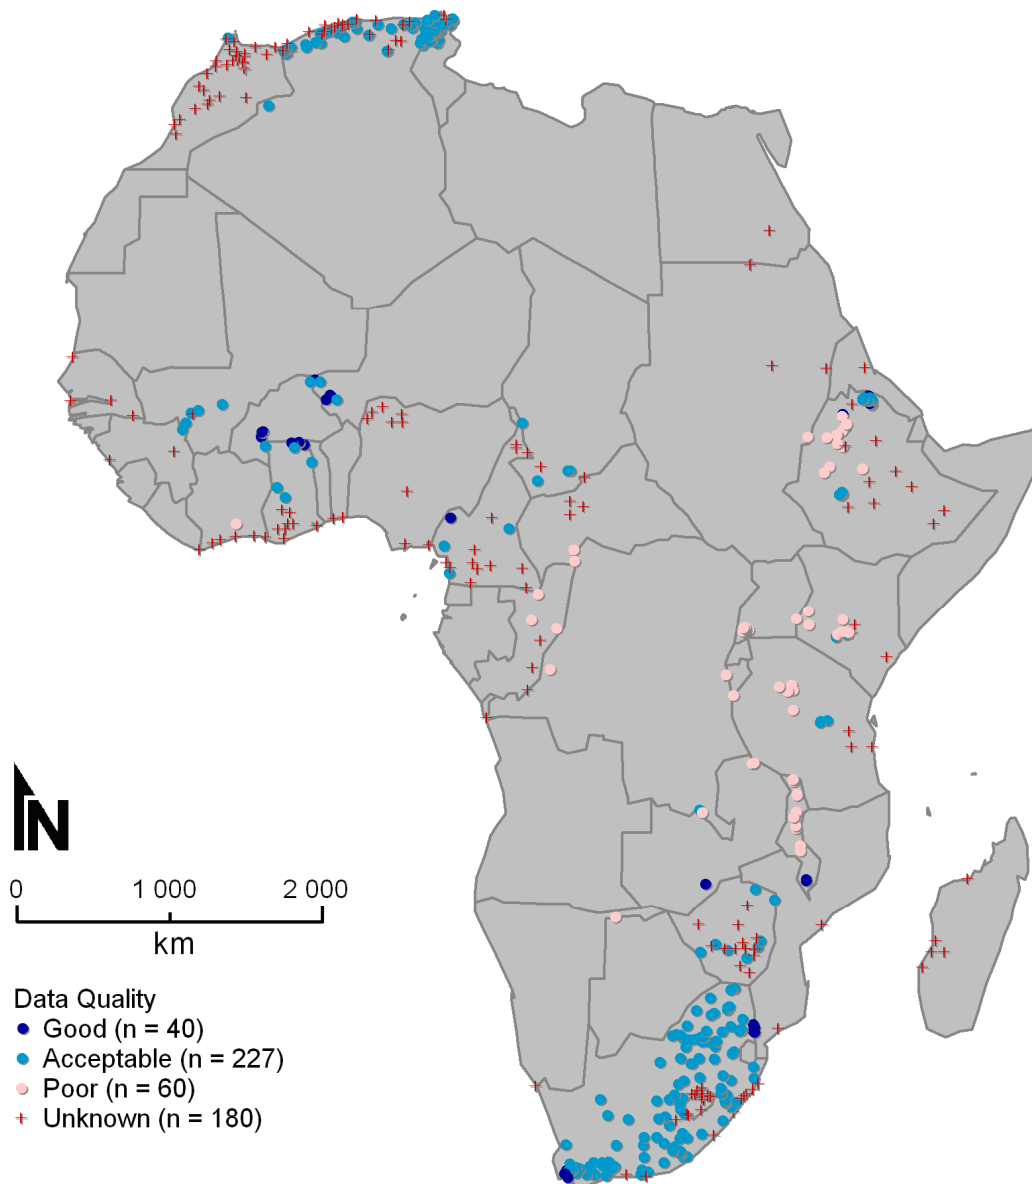 N
0 1 000 2 000
km
Data Quality
Good (n = 40)
Acceptable (n = 227)
Poor (n = 60)
Unknown (n = 180)